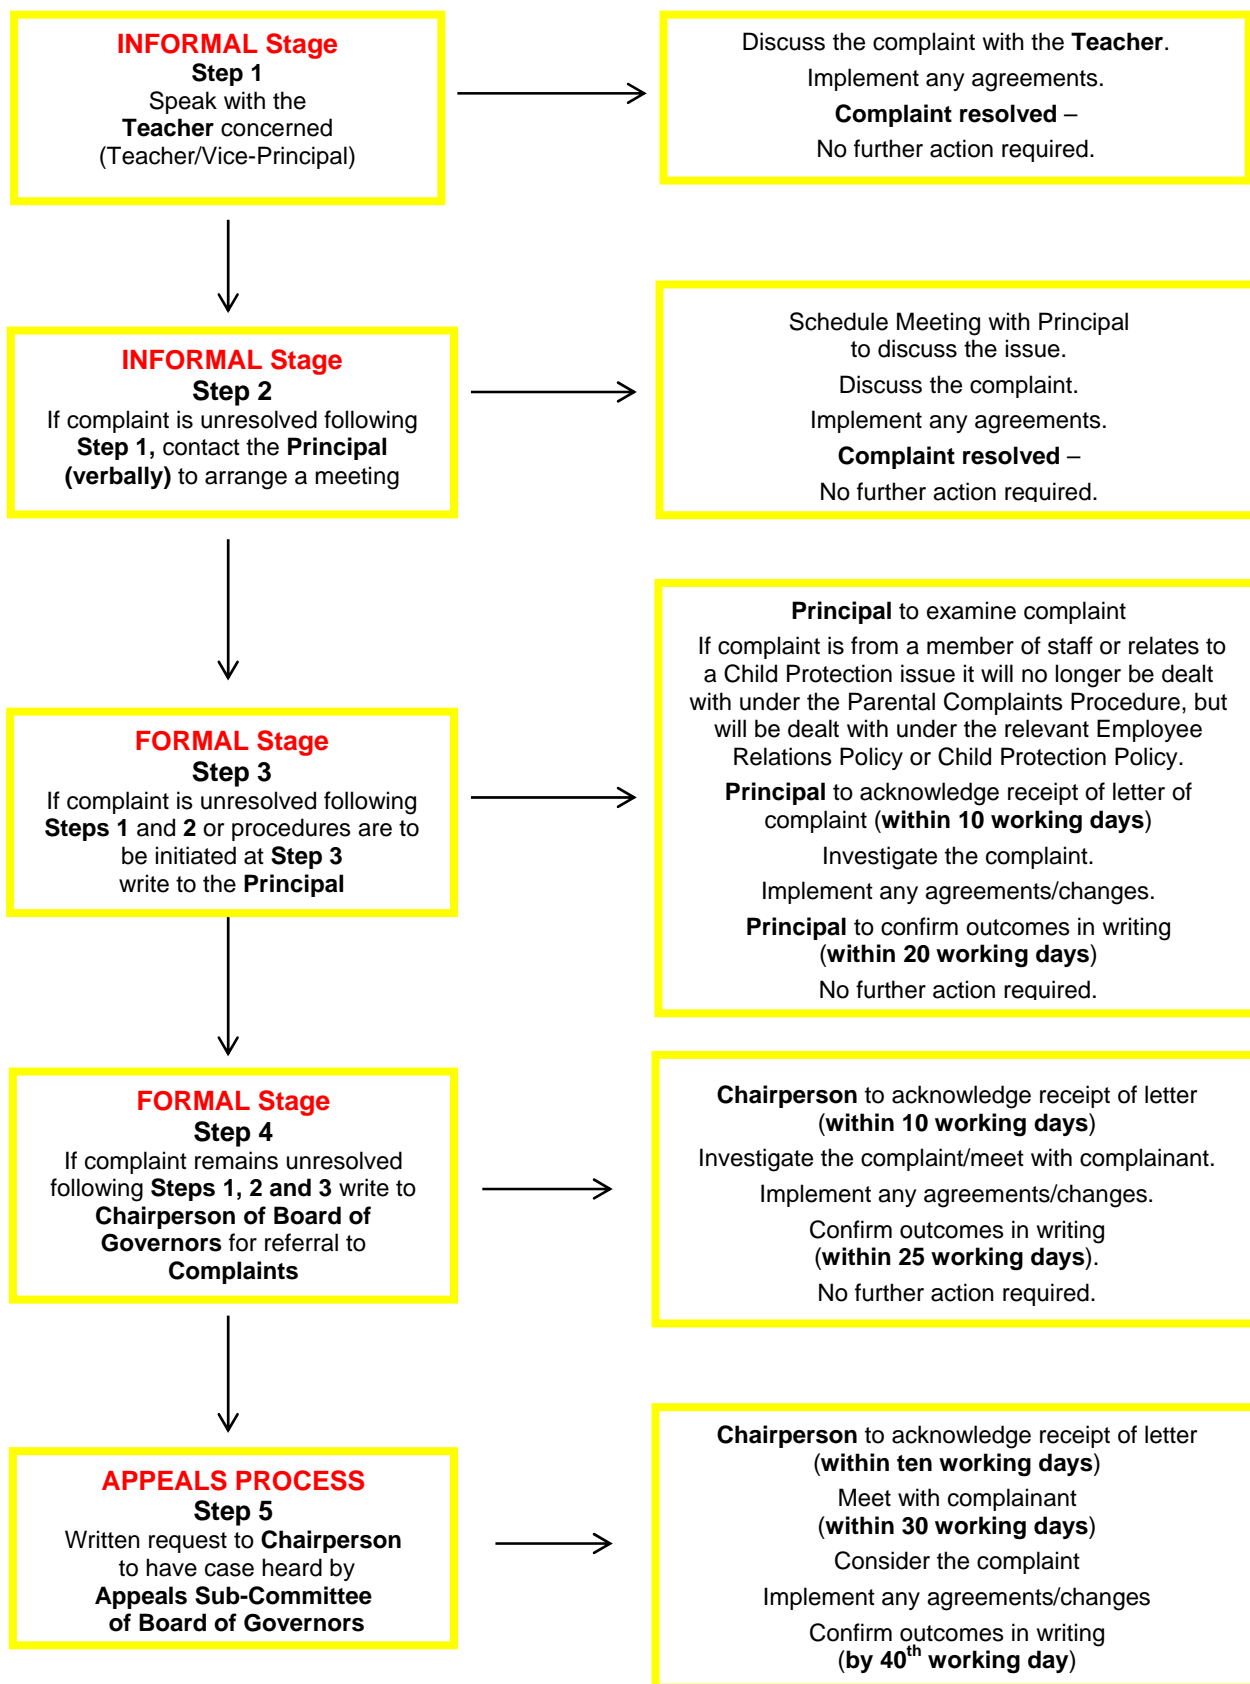 INFORMAL Stage
Step 1
Speak with the
Teacher concerned
(Teacher/Vice-Principal)
Discuss the complaint with the Teacher.
Implement any agreements.
Complaint resolved –
No further action required.
INFORMAL Stage
Step 2
If complaint is unresolved following
Step 1, contact the Principal
(verbally) to arrange a meeting
Schedule Meeting with Principal
to discuss the issue.
Discuss the complaint.
Implement any agreements.
Complaint resolved –
No further action required.
FORMAL Stage
Step 3
If complaint is unresolved following
Steps 1 and 2 or procedures are to
be initiated at Step 3
write to the Principal
Principal to examine complaint
If complaint is from a member of staff or relates to
a Child Protection issue it will no longer be dealt
with under the Parental Complaints Procedure, but
will be dealt with under the relevant Employee
Relations Policy or Child Protection Policy.
Principal to acknowledge receipt of letter of
complaint (within 10 working days)
Investigate the complaint.
Implement any agreements/changes.
Principal to confirm outcomes in writing
(within 20 working days)
No further action required.
FORMAL Stage
Step 4
If complaint remains unresolved
following Steps 1, 2 and 3 write to
Chairperson of Board of
Governors for referral to
Complaints
Chairperson to acknowledge receipt of letter
(within 10 working days)
Investigate the complaint/meet with complainant.
Implement any agreements/changes.
Confirm outcomes in writing
(within 25 working days).
No further action required.
APPEALS PROCESS
Step 5
Written request to Chairperson
to have case heard by
Appeals Sub-Committee
of Board of Governors
Chairperson to acknowledge receipt of letter
(within ten working days)
Meet with complainant
(within 30 working days)
Consider the complaint
Implement any agreements/changes
Confirm outcomes in writing
(by 40th working day)